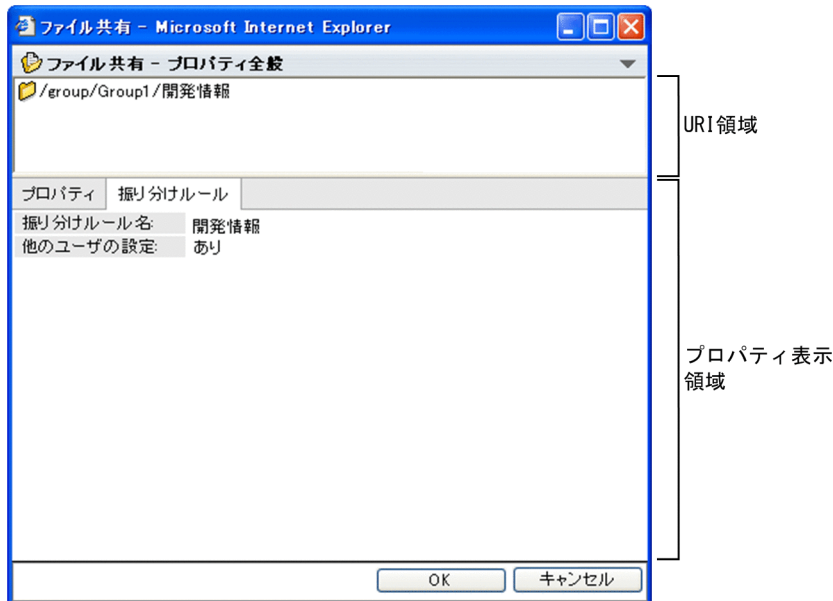 ファイル共有 - Microsoft Internet Explorer
ファイル共有 - プロパティ全般
/group/Group1/開発情報
URI領域
プロパティ 振り分けルール
振り分けルール名: 開発情報
他のユーザの設定: あり
プロパティ表示
領域
OK キャンセル